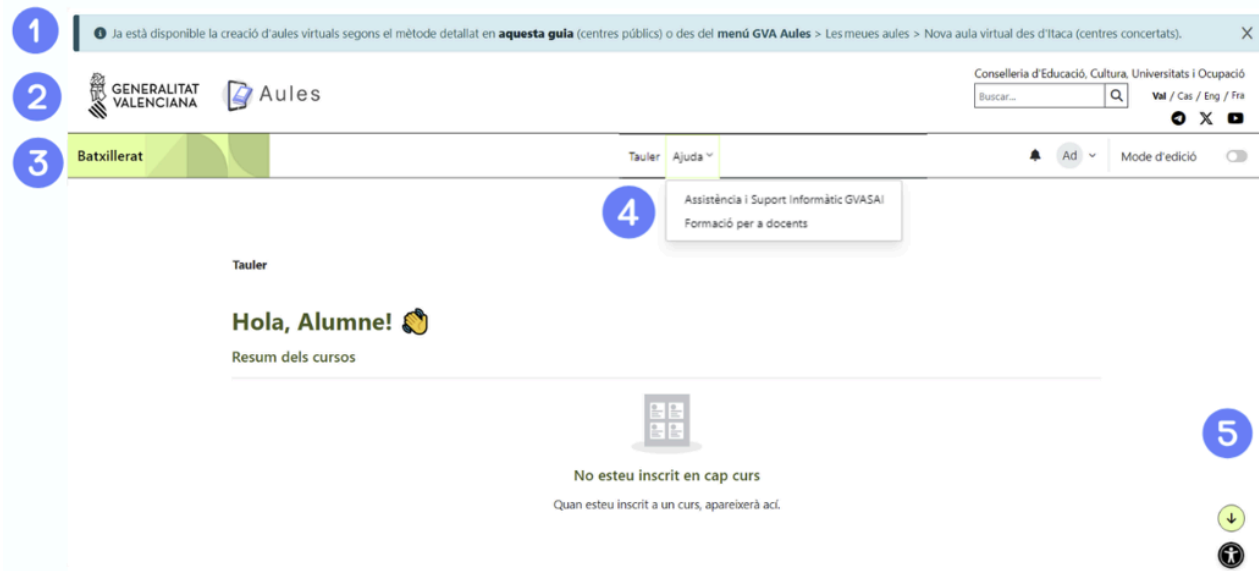 1
Ja està disponible la creació d'aules virtuals segons el mètode detallat en aquesta guia (centres públics) o des del menú GVA Aules > Les meues aules > Nova aula virtual des d'Itaca (centres concertats). X
2
GENERALITAT
VALENCIANA
Aules
Conselleria d'Educació, Cultura, Universitats i Ocupació
Buscar...
Val / Cas / Eng / Fra
3
Batxillerat
Tauler
Ajuda
Ad
Mode d'edició
4
Assistència i Suport Informàtic GVASAI
Formació per a docents
Tauler
Hola, Alumne!
Resum dels cursos
5
No esteu inscrit en cap curs
Quan esteu inscrit a un curs, apareixerà ací.